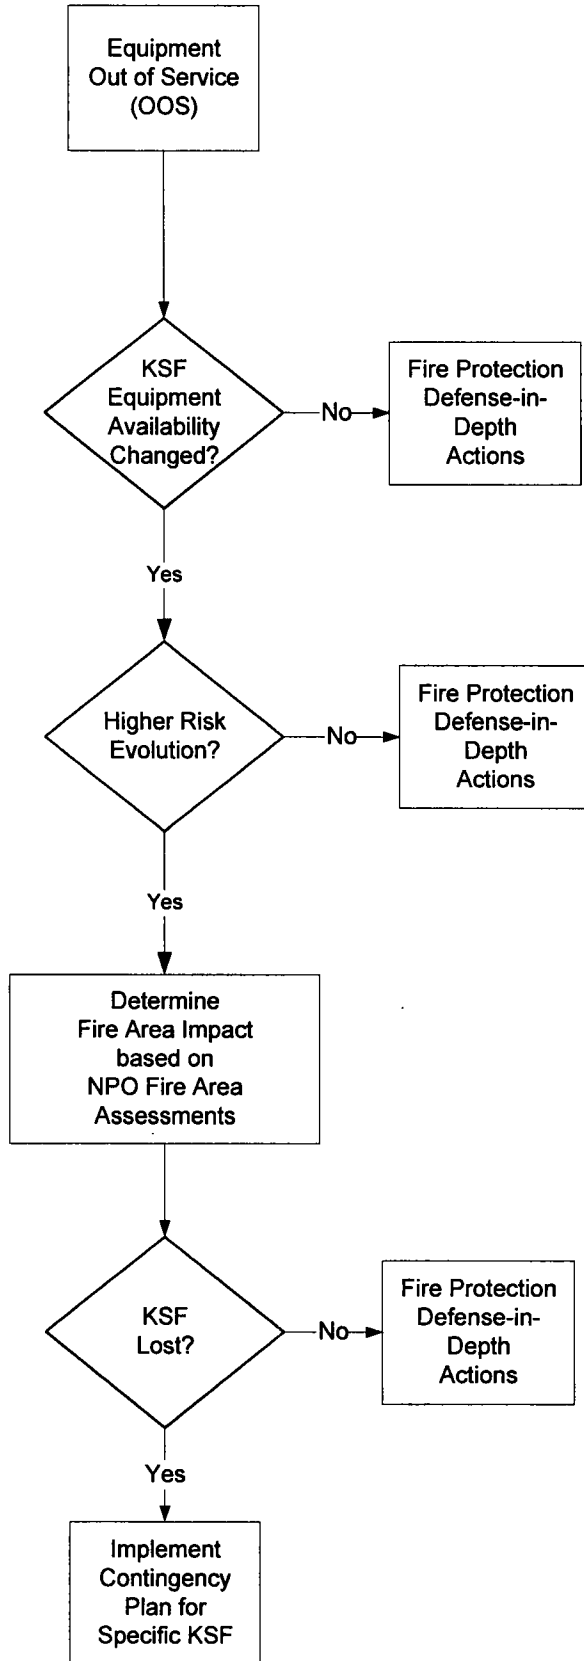 Equipment
Out of Service
(OOS)
KSF
Equipment
Availability
Changed?
No
Fire Protection
Defense-in-
Depth
Actions
Yes
Higher Risk
Evolution?
No
Fire Protection
Defense-in-
Depth
Actions
Yes
Determine
Fire Area Impact
based on
NPO Fire Area
Assessments
KSF
Lost?
No
Fire Protection
Defense-in-
Depth
Actions
Yes
Implement
Contingency
Plan for
Specific KSF